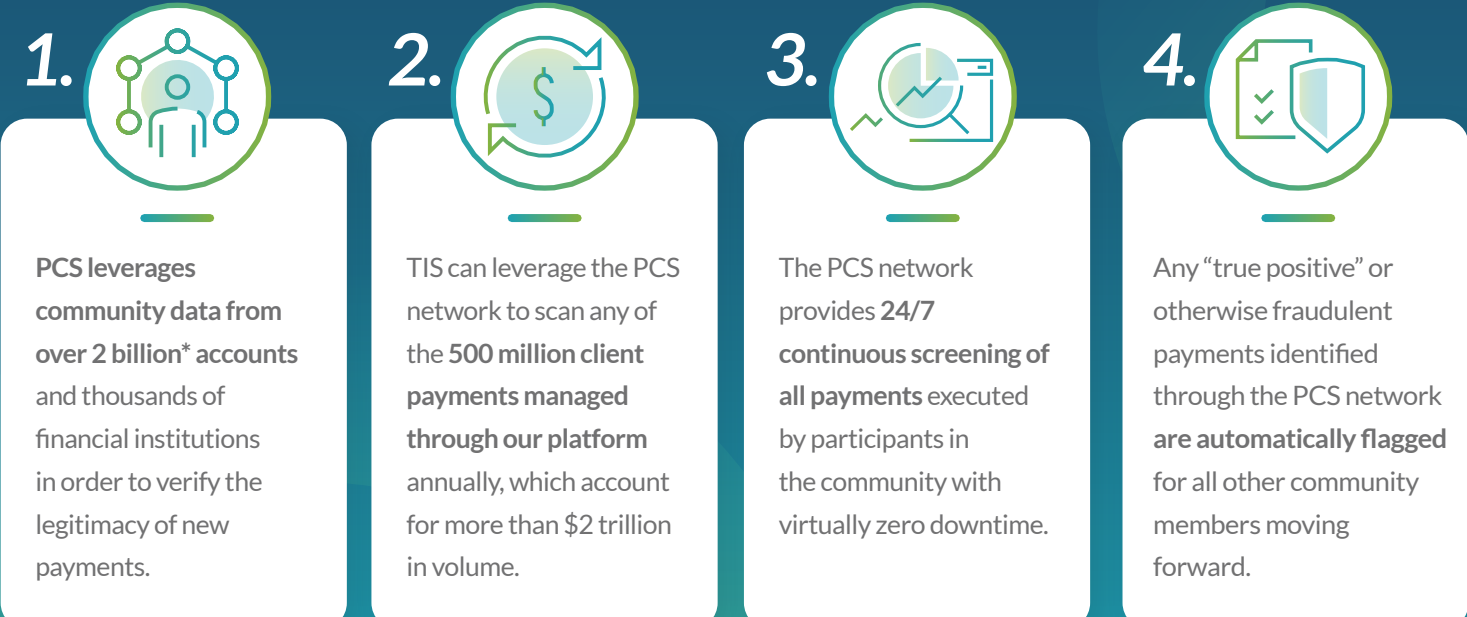 1.
PCS leverages
community data from
over 2 billion* accounts
and thousands of
financial institutions
in order to verify the
legitimacy of new
payments.
2.
$
TIS can leverage the PCS
network to scan any of
the 500 million client
payments managed
through our platform
annually, which account
for more than $2 trillion
in volume.
3.
The PCS network
provides 24/7
continuous screening of
all payments executed
by participants in
the community with
virtually zero downtime.
4.
Any “true positive” or
otherwise fraudulent
payments identified
through the PCS network
are automatically flagged
for all other community
members moving
forward.